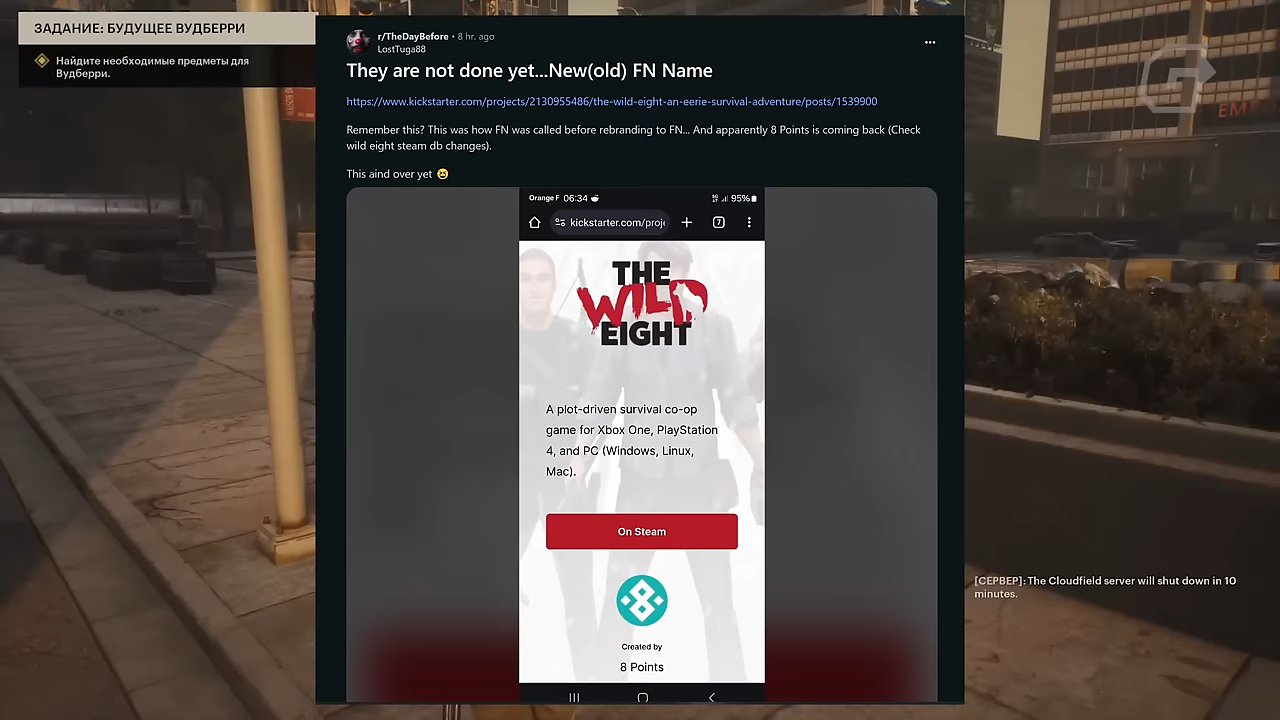 ЗАДАНИЕ: БУДУЩЕЕ ВУДБЕРРИ
Найдите необходимые предметы для
Вудберри.
r/TheDayBefore • 8 hr. ago
LostTuga88
They are not done yet...New(old) FN Name
https://www.kickstarter.com/projects/2130955486/the-wild-eight-an-eerie-survival-adventure/posts/1539900
Remember this? This was how FN was called before rebranding to FN... And apparently 8 Points is coming back (Check
wild eight steam db changes).
This aind over yet 😆
Orange F 06:34 95%
kickstarter.com/proj
7
THE
WILD
EIGHT
A plot-driven survival co-op
game for Xbox One, PlayStation
4, and PC (Windows, Linux,
Mac).
On Steam
Created by
8 Points
[СЕРВЕР]: The Cloudfield server will shut down in 10
minutes.